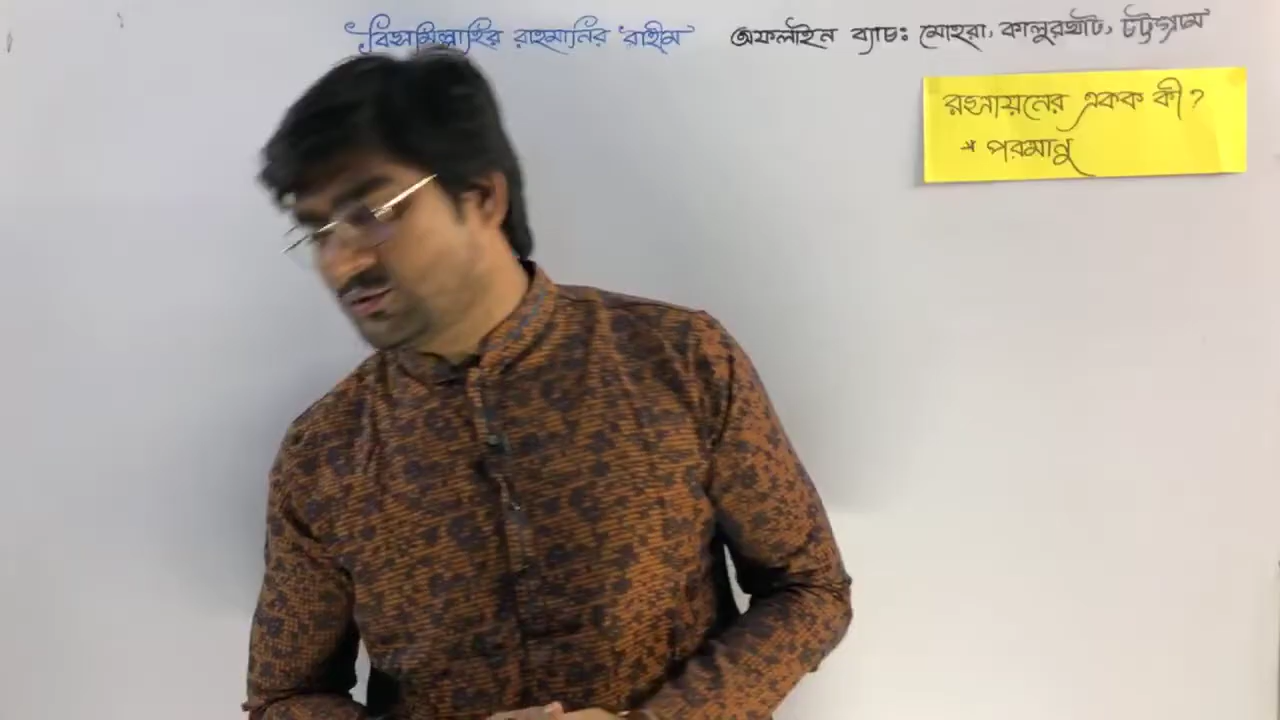 বিসমিল্লাহির রাহমানির রাহীম
অফলাইন ব্যাচঃ মোহরা, কালুরঘাট, চট্টগ্রাম
রসায়নের একক কী?
* পরমানু